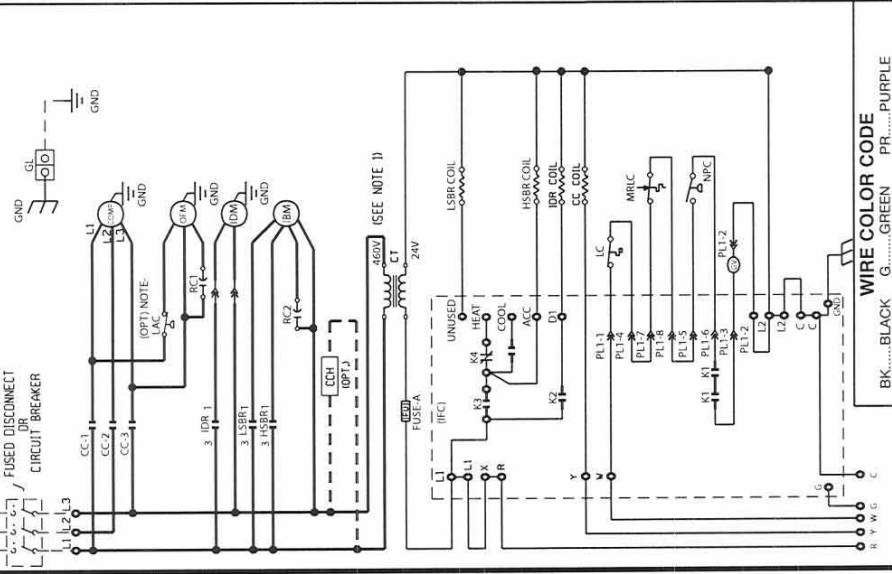 FUSED DISCONNECT
OR
CIRCUIT BREAKER
L1
L2
L3
GND
GL
GND
CC-1
CC-2
CC-3
L1
L2
L3
COMP
GND
(OPT) NOTE-
LAC
OFM
GND
RC1
3 IDR 1
IDM
GND
3 LSBR1
3 HSBR1
IBM
RC2
CCH
(OPT.)
(SEE NOTE 1)
460V
CT
24V
FUSE-A
(IFC)
L1
L1
X
R
UNUSED
LSBR COIL
HEAT
K4
COOL
K3
ACC
HSBR COIL
D1
IDR COIL
K2
CC COIL
Y
W
LC
PL1-1
PL1-4
MRLC
PL1-7
PL1-8
NPC
PL1-5
PL1-6
K1
K1
PL1-3
GV
PL1-2
PL1-2
L2
L2
C
C
GND
G
R
Y
W
G
C
WIRE COLOR CODE
BK.....BLACK G.....GREEN PR.....PURPLE